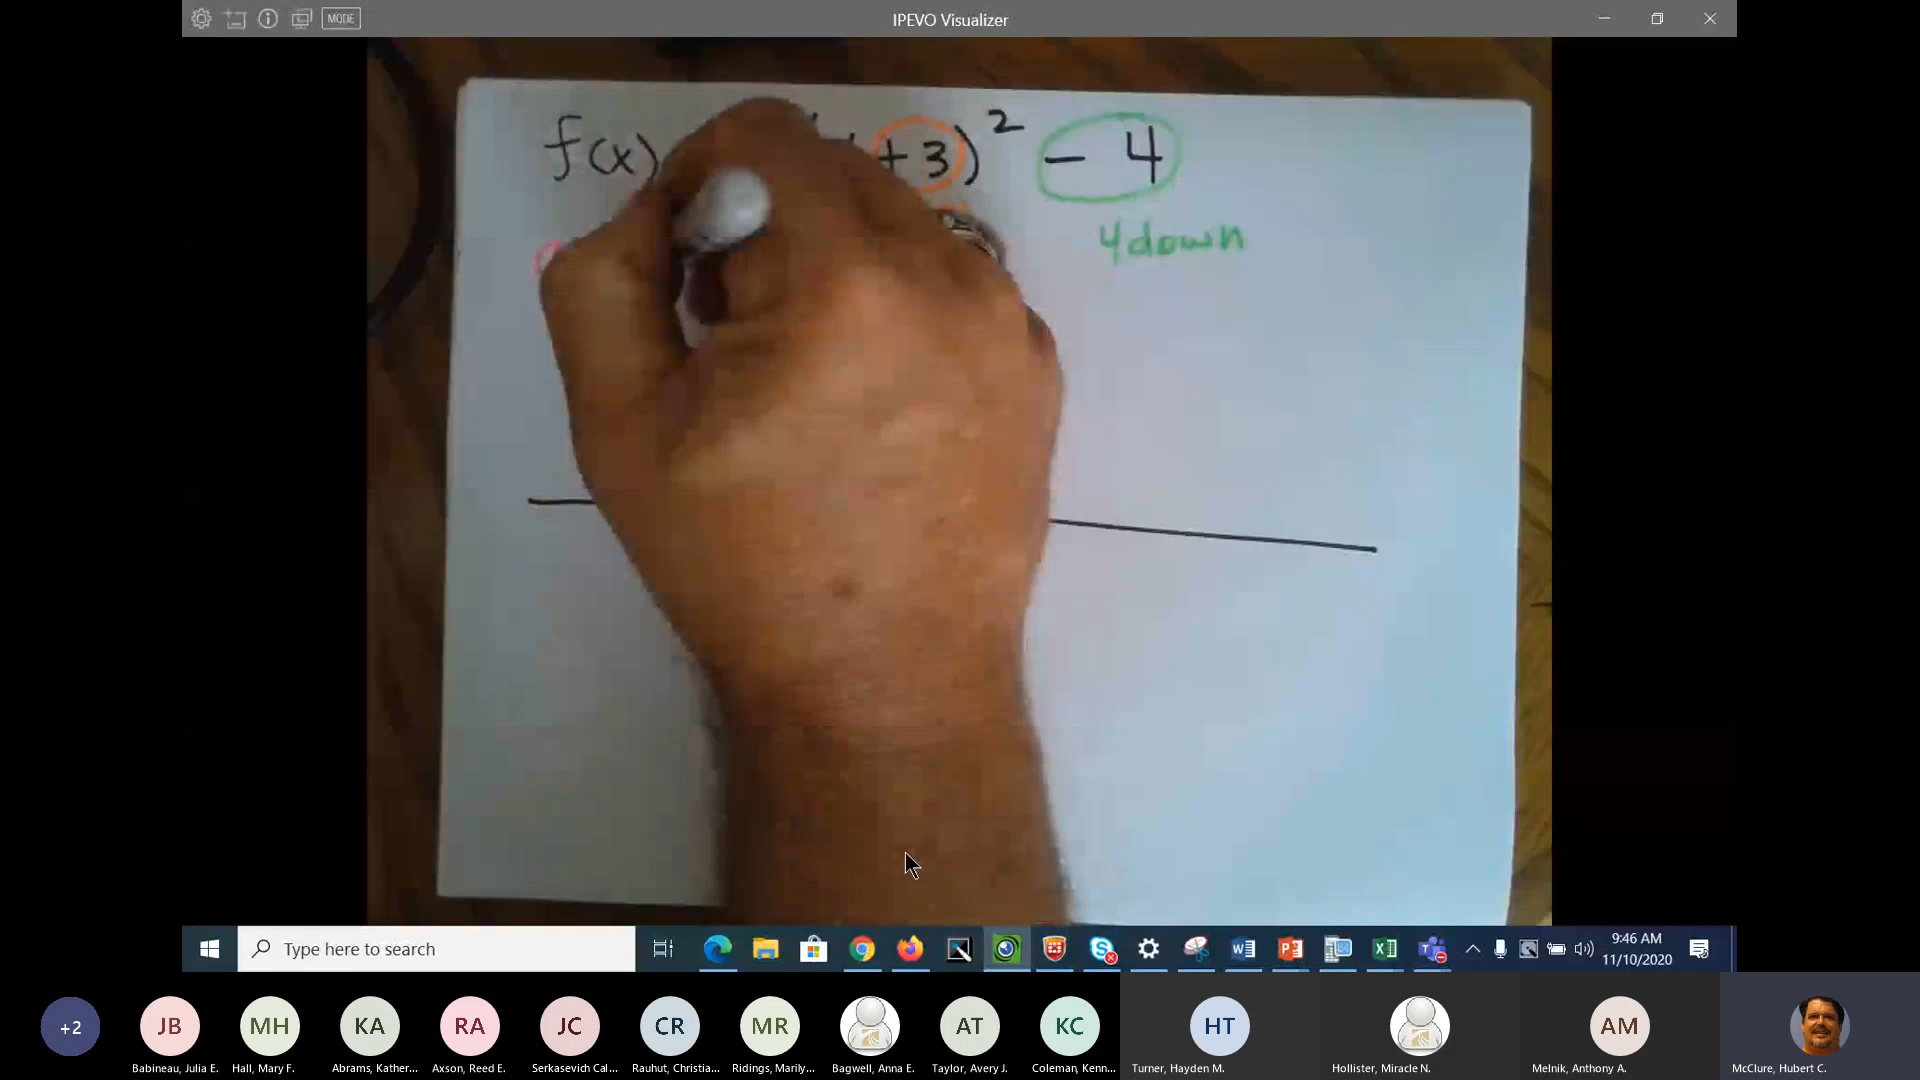 MODE
IPEVO Visualizer
f(x) +3)² - 4
4 down
Type here to search
9:46 AM
11/10/2020
+2
JB
MH
KA
RA
JC
CR
MR
AT
KC
HT
AM
Babineau, Julia E.
Hall, Mary F.
Abrams, Kather...
Axson, Reed E.
Serkasevich Cal...
Rauhut, Christia...
Ridings, Marily...
Bagwell, Anna E.
Taylor, Avery J.
Coleman, Kenn...
Turner, Hayden M.
Hollister, Miracle N.
Melnik, Anthony A.
McClure, Hubert C.